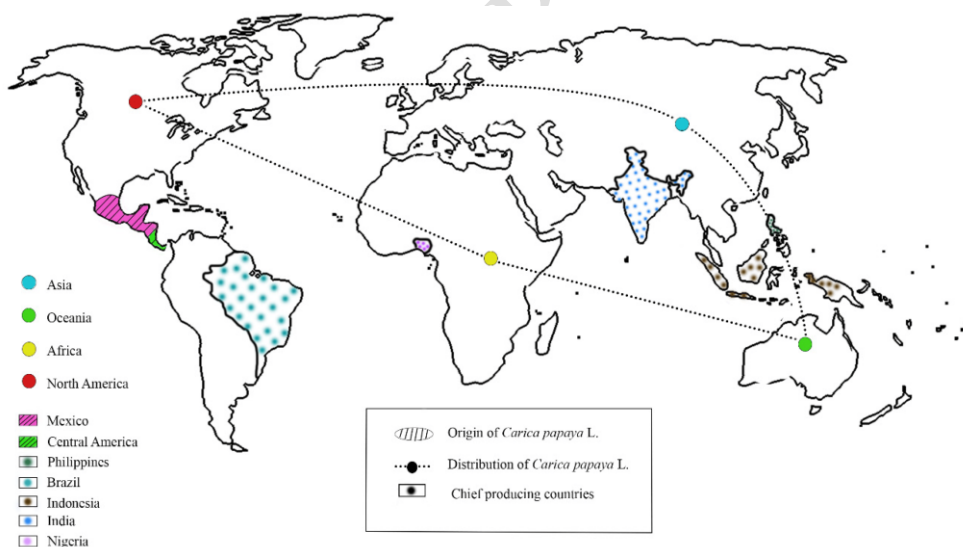 Asia
Oceania
Africa
North America
Mexico
Central America
Philippines
Brazil
Indonesia
India
Nigeria
Origin of Carica papaya L.
Distribution of Carica papaya L.
Chief producing countries